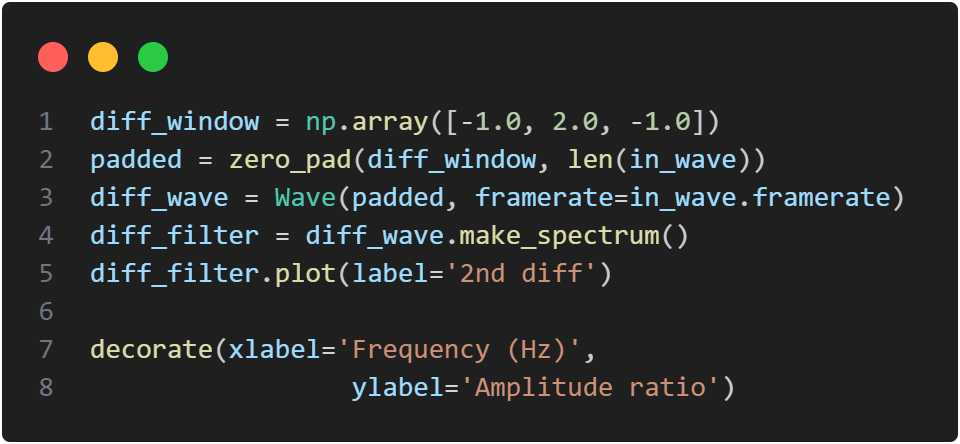 1 diff_window = np.array([-1.0, 2.0, -1.0])
2 padded = zero_pad(diff_window, len(in_wave))
3 diff_wave = Wave(padded, framerate=in_wave.framerate)
4 diff_filter = diff_wave.make_spectrum()
5 diff_filter.plot(label='2nd diff')
6
7 decorate(xlabel='Frequency (Hz)',
8                  ylabel='Amplitude ratio')